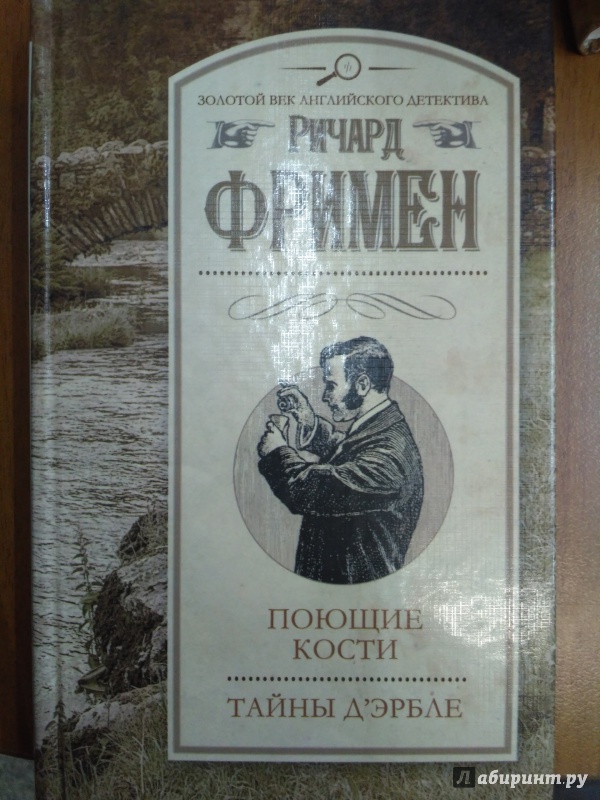 ЗОЛОТОЙ ВЕК АНГЛИЙСКОГО ДЕТЕКТИВА
РИЧАРД
ФРИМЕН
ПОЮЩИЕ
КОСТИ
ТАЙНЫ Д'ЭРБЛЕ
Лабиринт.ру